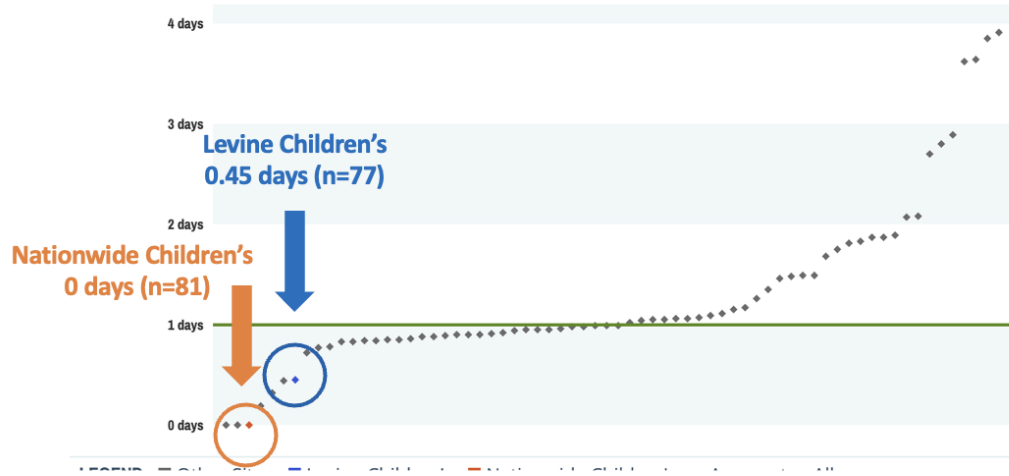 4 days
3 days
Levine Children's
0.45 days (n=77)
2 days
Nationwide Children's
0 days (n=81)
1 days
0 days
LEGEND